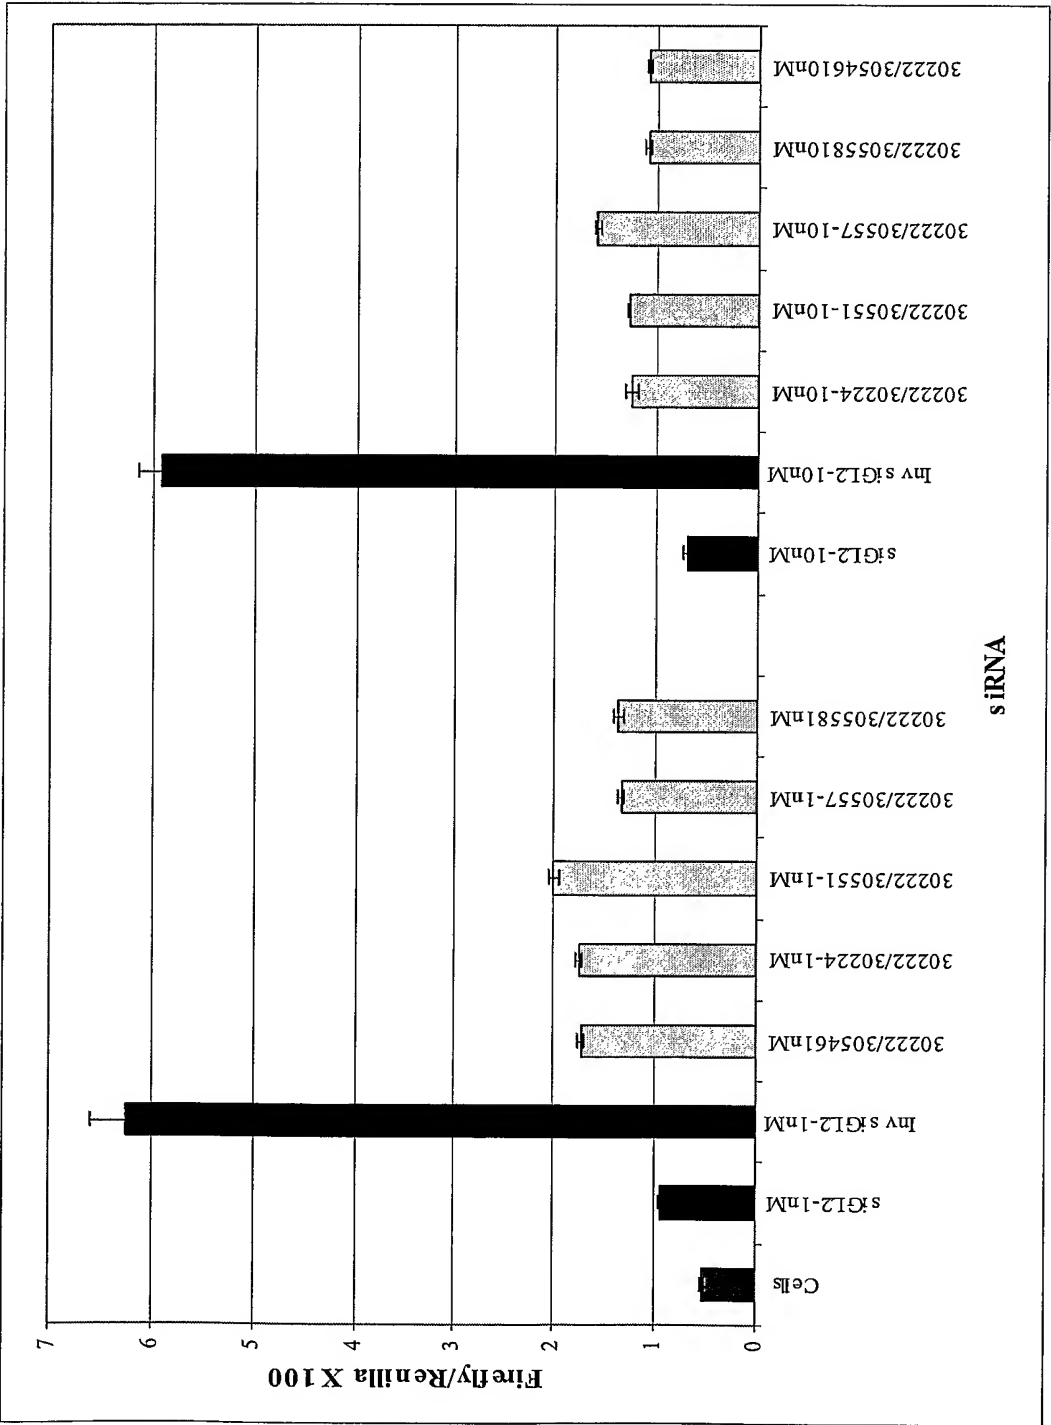 Firefly/Renilla X 100
7
6
5
4
3
2
1
0
Cells
siGL2-1nM
Inv siGL2-1nM
30222/305461nM
30222/30224-1nM
30222/30551-1nM
30222/30557-1nM
30222/305581nM
siGL2-10nM
Inv siGL2-10nM
30222/30224-10nM
30222/30551-10nM
30222/30557-10nM
30222/3055810nM
30222/3054610nM
siRNA